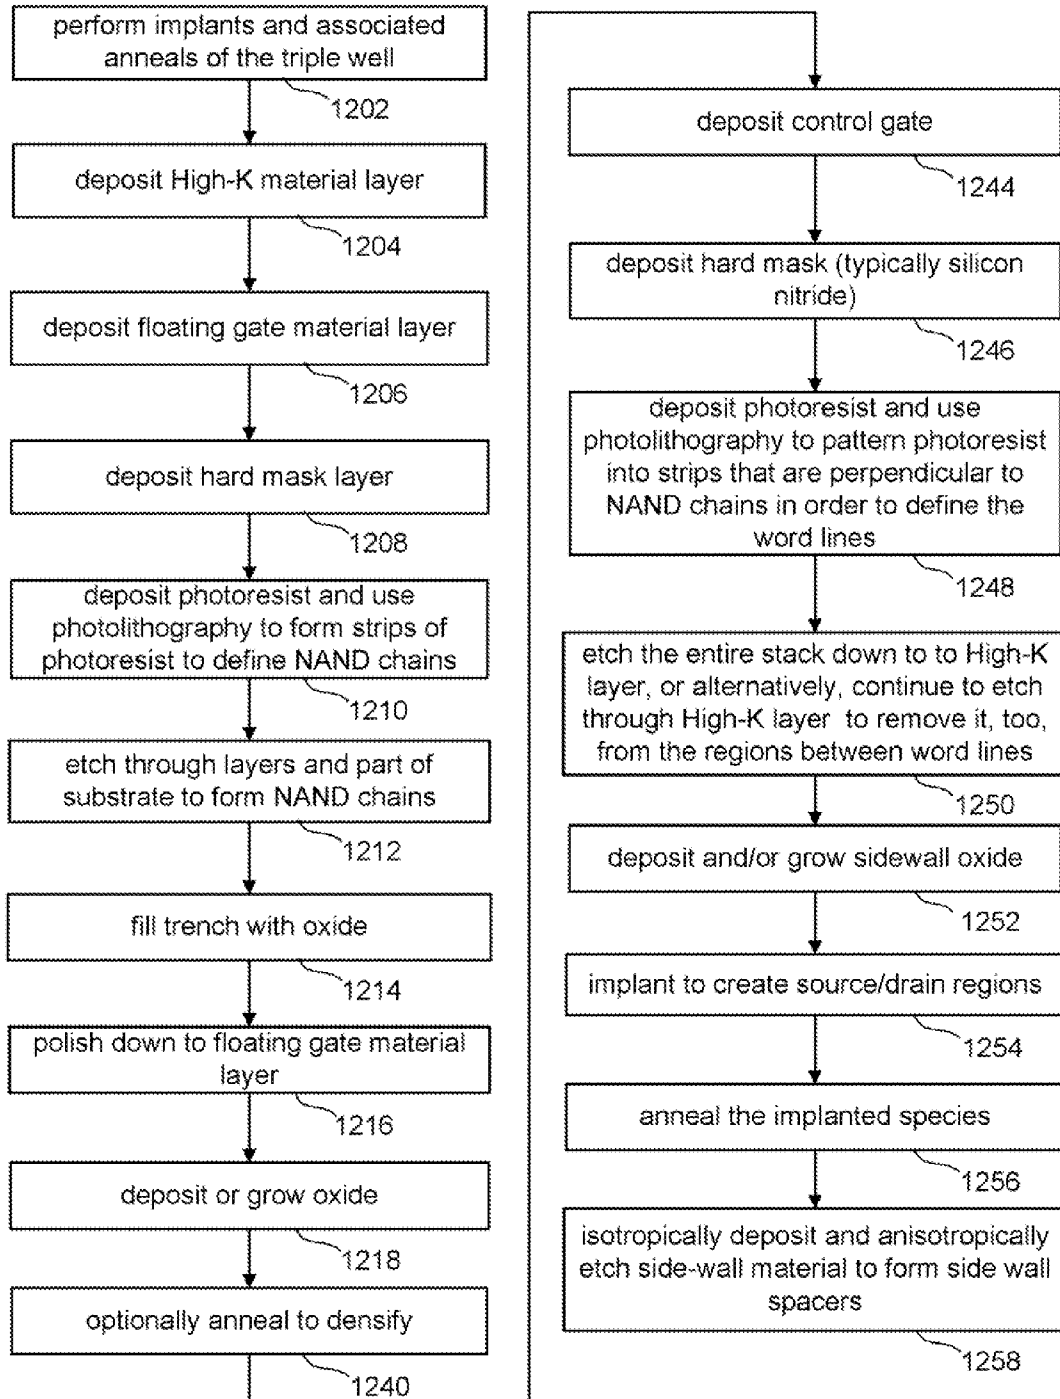 perform implants and associated
anneals of the triple well
1202
deposit High-K material layer
1204
deposit floating gate material layer
1206
deposit hard mask layer
1208
deposit photoresist and use
photolithography to form strips of
photoresist to define NAND chains
1210
etch through layers and part of
substrate to form NAND chains
1212
fill trench with oxide
1214
polish down to floating gate material
layer
1216
deposit or grow oxide
1218
optionally anneal to densify
1240
deposit control gate
1244
deposit hard mask (typically silicon
nitride)
1246
deposit photoresist and use
photolithography to pattern photoresist
into strips that are perpendicular to
NAND chains in order to define the
word lines
1248
etch the entire stack down to to High-K
layer, or alternatively, continue to etch
through High-K layer to remove it, too,
from the regions between word lines
1250
deposit and/or grow sidewall oxide
1252
implant to create source/drain regions
1254
anneal the implanted species
1256
isotropically deposit and anisotropically
etch side-wall material to form side wall
spacers
1258